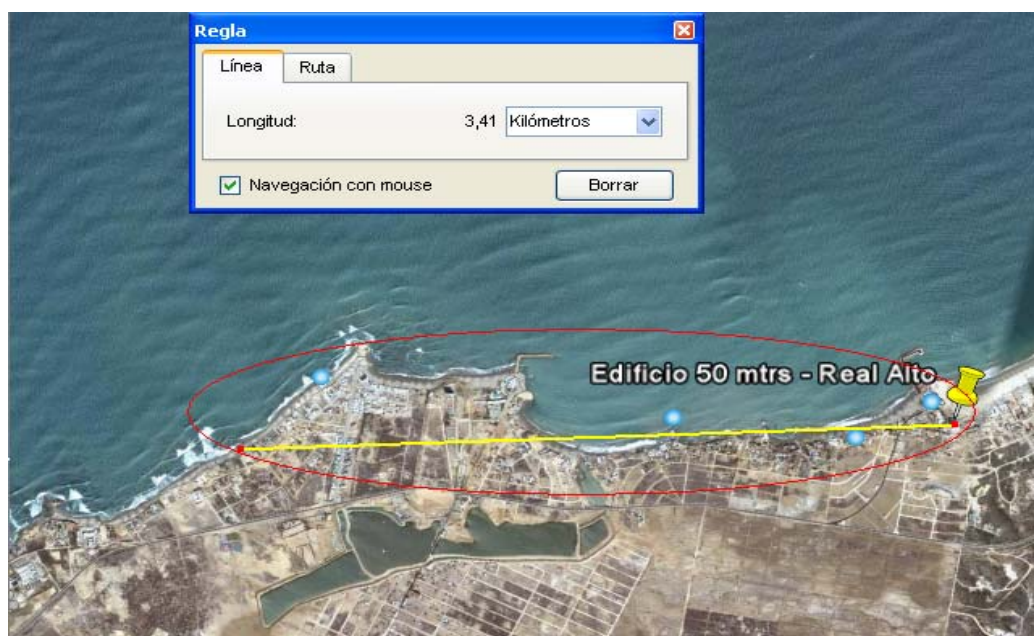 Regla
Línea Ruta
Longitud: 3,41 Kilómetros
Navegación con mouse Borrar
Edificio 50 mtrs - Real Alto